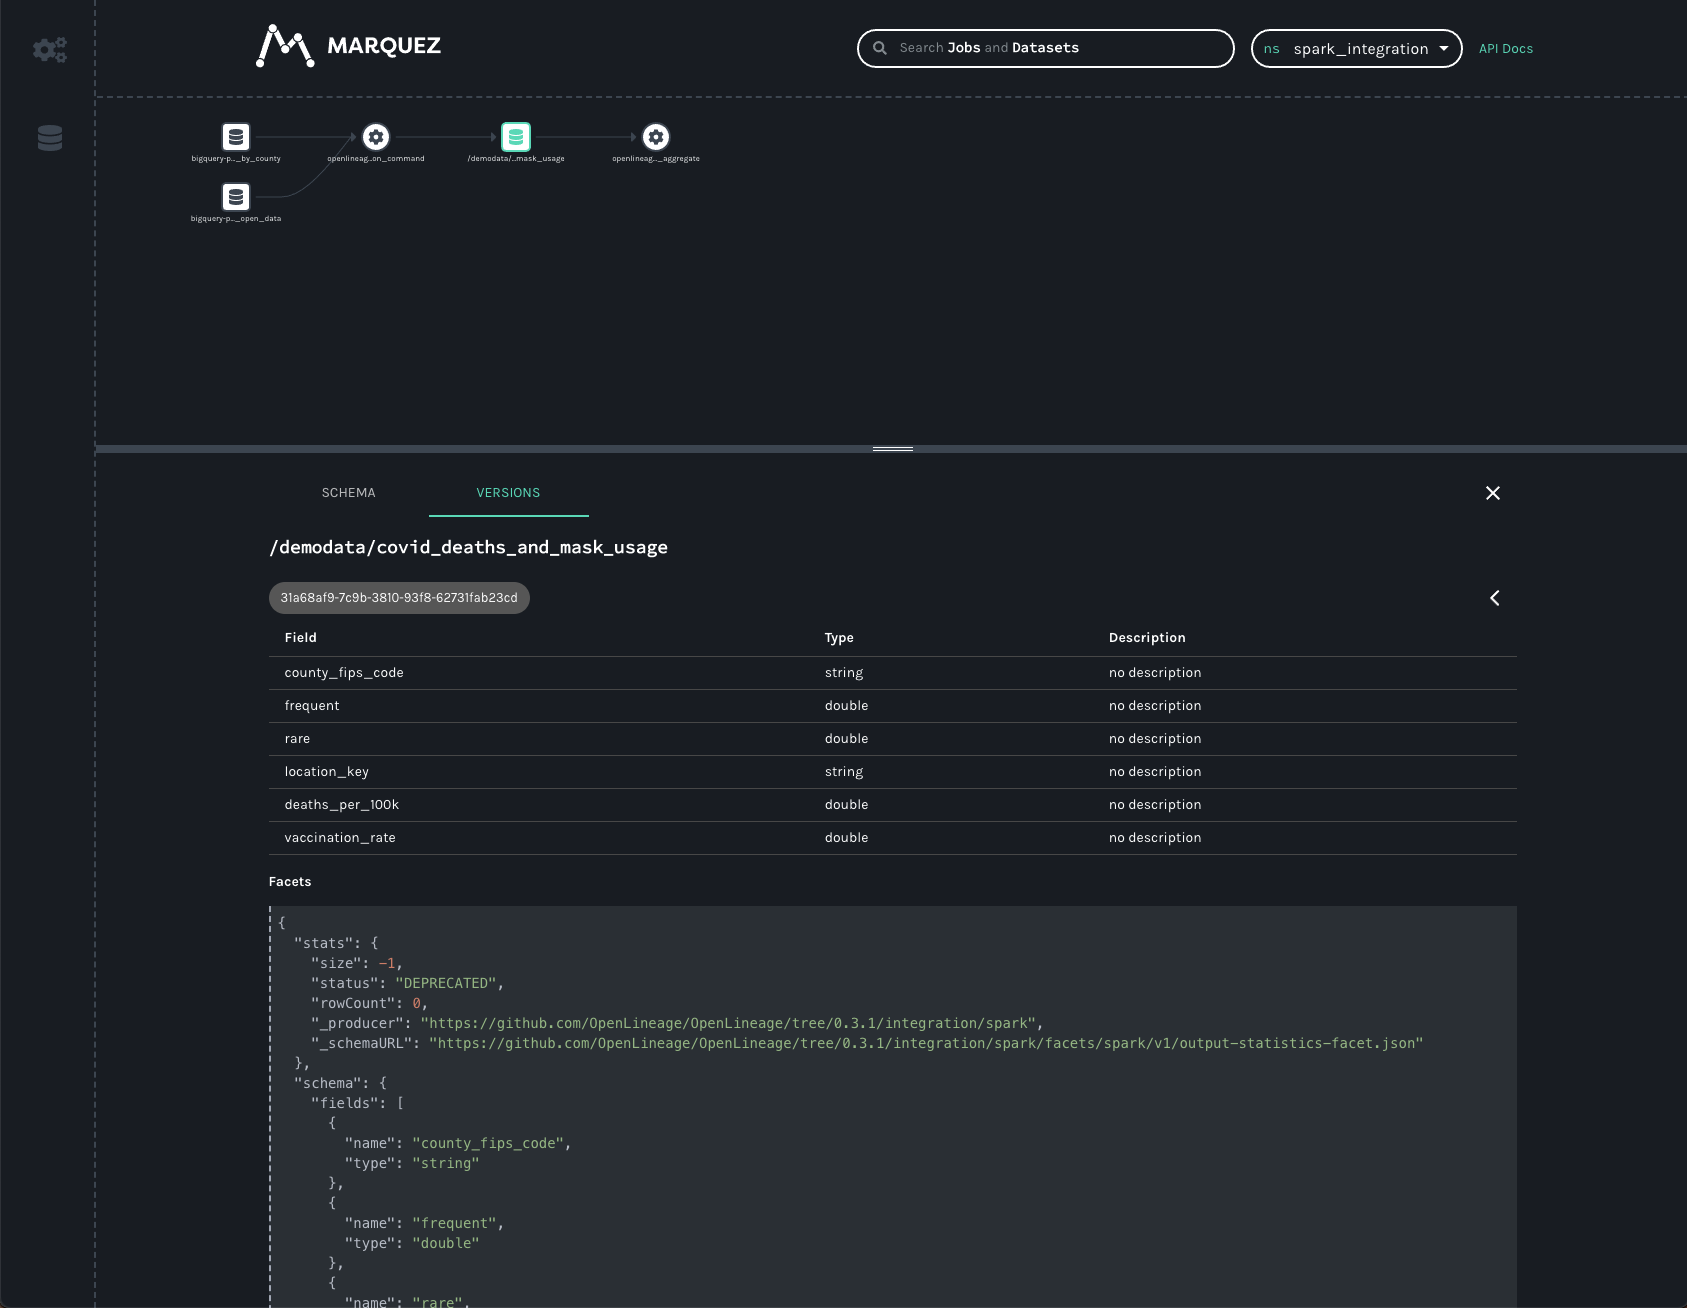 MARQUEZ
Search Jobs and Datasets
ns spark_integration
API Docs
bigquery-p..._by_county
openlineag...on_command
/demodata/...mask_usage
openlineag..._aggregate
bigquery-p..._open_data
SCHEMA
VERSIONS
/demodata/covid_deaths_and_mask_usage
31a68af9-7c9b-3810-93f8-62731fab23cd
Field Type Description
county_fips_code string no description
frequent double no description
rare double no description
location_key string no description
deaths_per_100k double no description
vaccination_rate double no description
Facets
{
"stats": {
"size": -1,
"status": "DEPRECATED",
"rowCount": 0,
"_producer": "https://github.com/OpenLineage/OpenLineage/tree/0.3.1/integration/spark",
"_schemaURL": "https://github.com/OpenLineage/OpenLineage/tree/0.3.1/integration/spark/facets/spark/v1/output-statistics-facet.json"
},
"schema": {
"fields": [
{
"name": "county_fips_code",
"type": "string"
},
{
"name": "frequent",
"type": "double"
},
{
"name": "rare",